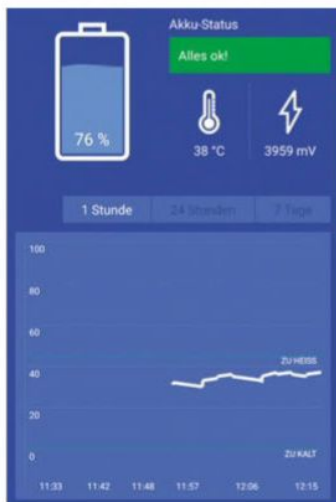 Akku-Status
Alles ok!
76 %
38 °C
3959 mV
1 Stunde
24 Stunden
7 Tage
100
80
60
ZU HEISS
40
20
0
ZU KALT
11:33
11:42
11:48
11:57
12:06
12:15